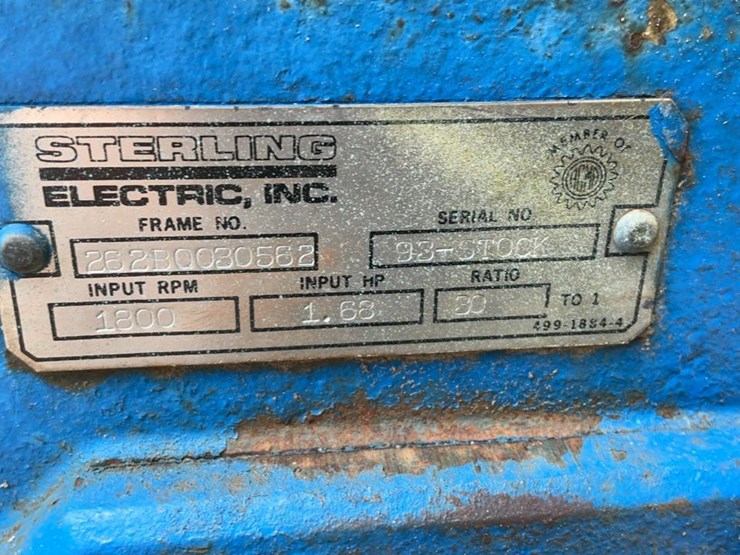 STERLING
ELECTRIC, INC.
MEMBER OF
FRAME NO.
SERIAL NO
262B0030562
93-STOCK
INPUT RPM
INPUT HP
RATIO
1800
1.68
30
TO 1
499-1884-4